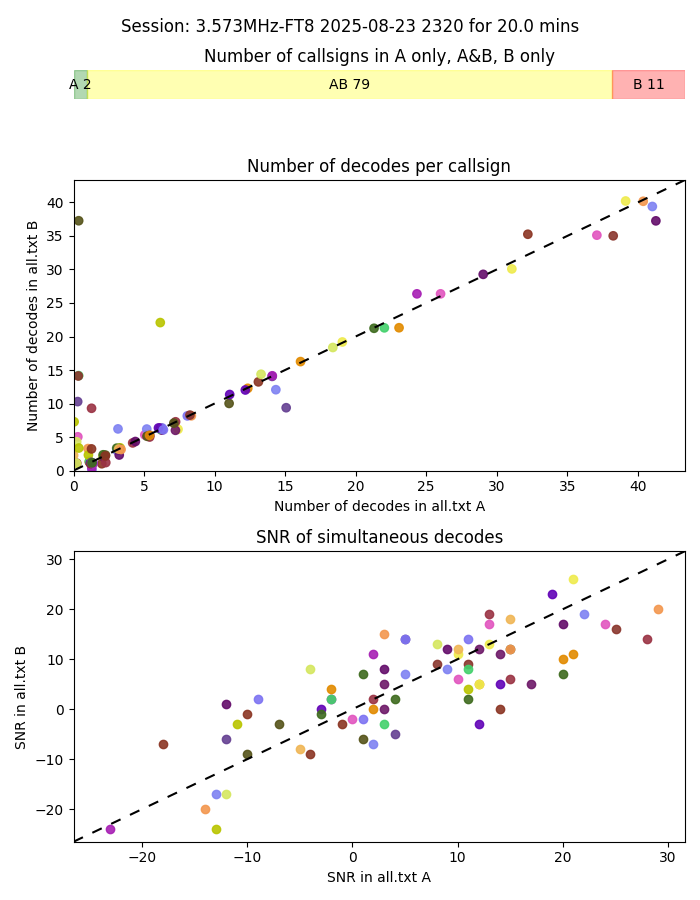 Session: 3.573MHz-FT8 2025-08-23 2320 for 20.0 mins
Number of callsigns in A only, A&B, B only
A 2 AB 79 B 11
Number of decodes per callsign
40
35
30
25
20
15
10
5
0
Number of decodes in all.txt B
0 5 10 15 20 25 30 35 40
Number of decodes in all.txt A
SNR of simultaneous decodes
30
20
10
0
−10
−20
SNR in all.txt B
−20 −10 0 10 20 30
SNR in all.txt A